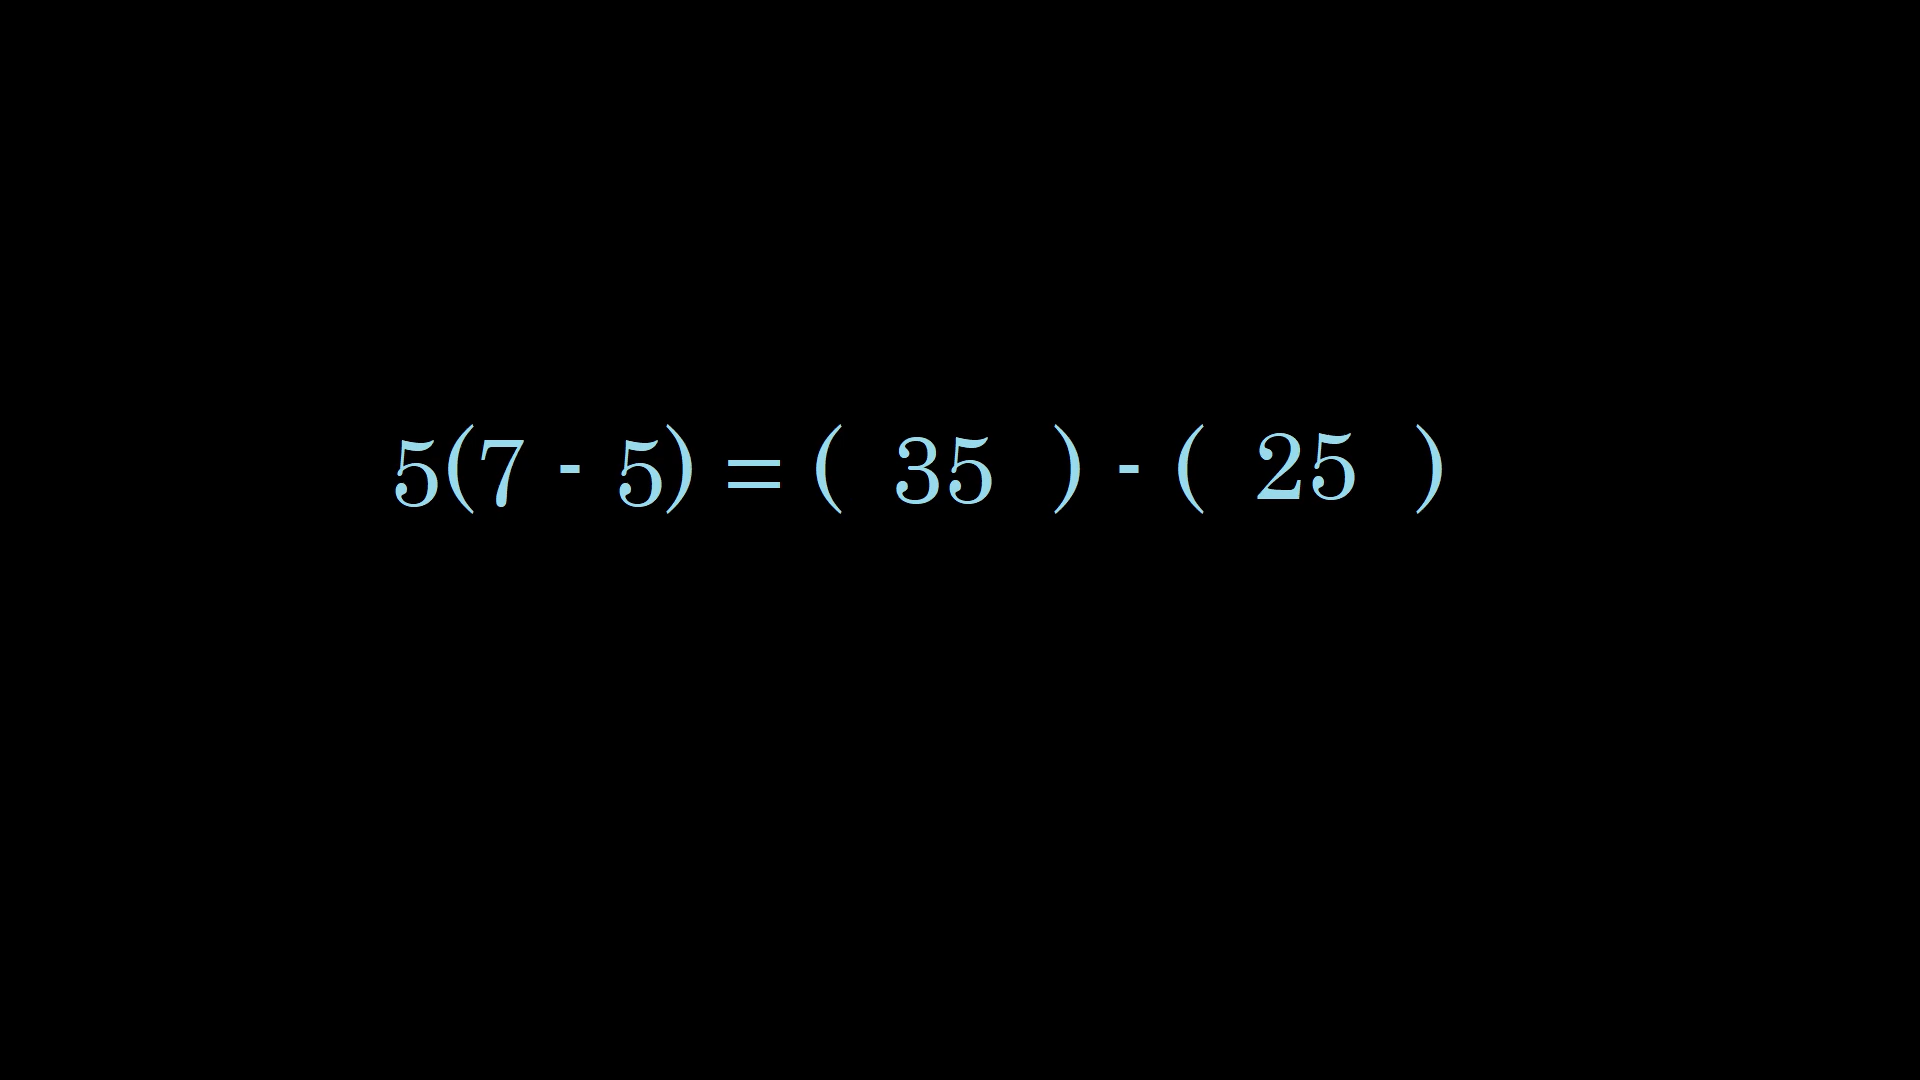 5(7 - 5) = ( 35 ) - ( 25 )